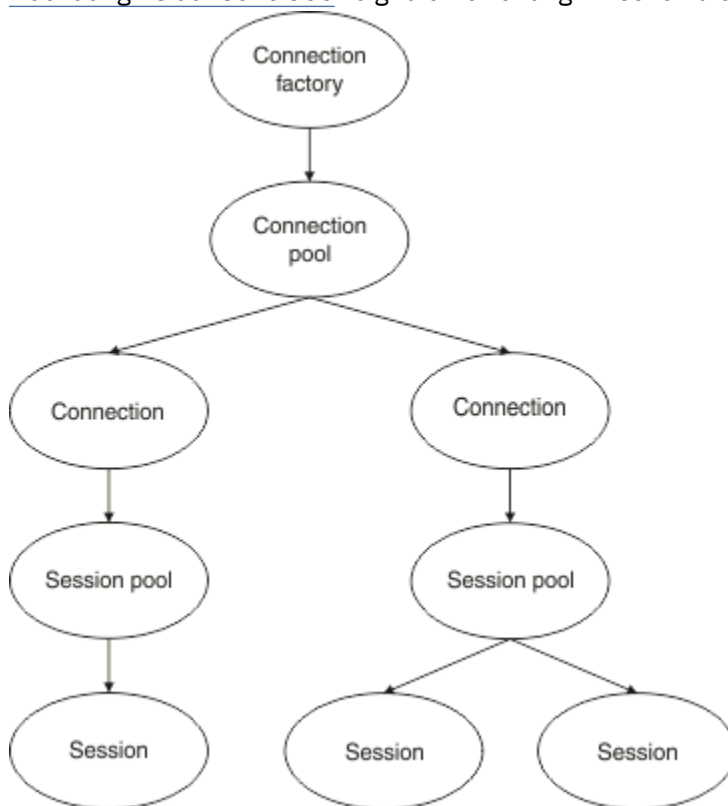 Connection
factory
Connection
pool
Connection
Connection
Session pool
Session pool
Session
Session
Session